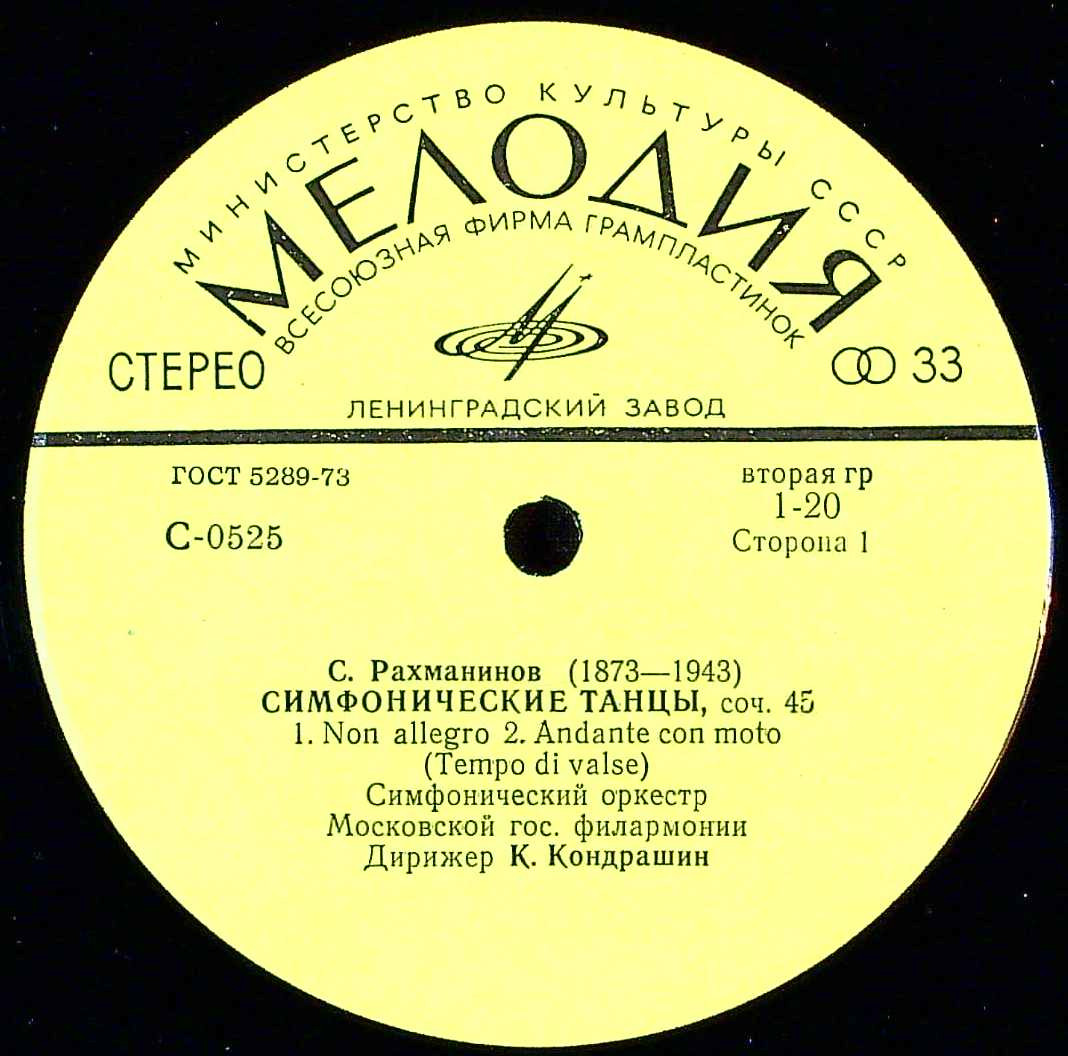 МИНИСТЕРСТВО КУЛЬТУРЫ СССР
МЕЛОДИЯ
ВСЕСОЮЗНАЯ ФИРМА ГРАМПЛАСТИНОК
СТЕРЕО
33
ЛЕНИНГРАДСКИЙ ЗАВОД
ГОСТ 5289-73
вторая гр
1-20
С-0525
Сторона 1
С. Рахманинов (1873—1943)
СИМФОНИЧЕСКИЕ ТАНЦЫ, соч. 45
1. Non allegro 2. Andante con moto
(Tempo di valse)
Симфонический оркестр
Московской гос. филармонии
Дирижер К. Кондрашин